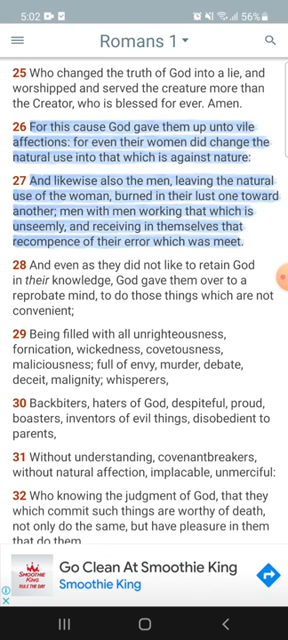 5:02 56%
Romans 1
25 Who changed the truth of God into a lie, and
worshipped and served the creature more than
the Creator, who is blessed for ever. Amen.
26 For this cause God gave them up unto vile
affections: for even their women did change the
natural use into that which is against nature:
27 And likewise also the men, leaving the natural
use of the woman, burned in their lust one toward
another; men with men working that which is
unseemly, and receiving in themselves that
recompence of their error which was meet.
28 And even as they did not like to retain God
in their knowledge, God gave them over to a
reprobate mind, to do those things which are not
convenient;
29 Being filled with all unrighteousness,
fornication, wickedness, covetousness,
maliciousness; full of envy, murder, debate,
deceit, malignity; whisperers,
30 Backbiters, haters of God, despiteful, proud,
boasters, inventors of evil things, disobedient to
parents,
31 Without understanding, covenantbreakers,
without natural affection, implacable, unmerciful:
32 Who knowing the judgment of God, that they
which commit such things are worthy of death,
not only do the same, but have pleasure in them
that do them.
SMOOTHIE
KING
RULE THE DAY
Go Clean At Smoothie King
Smoothie King